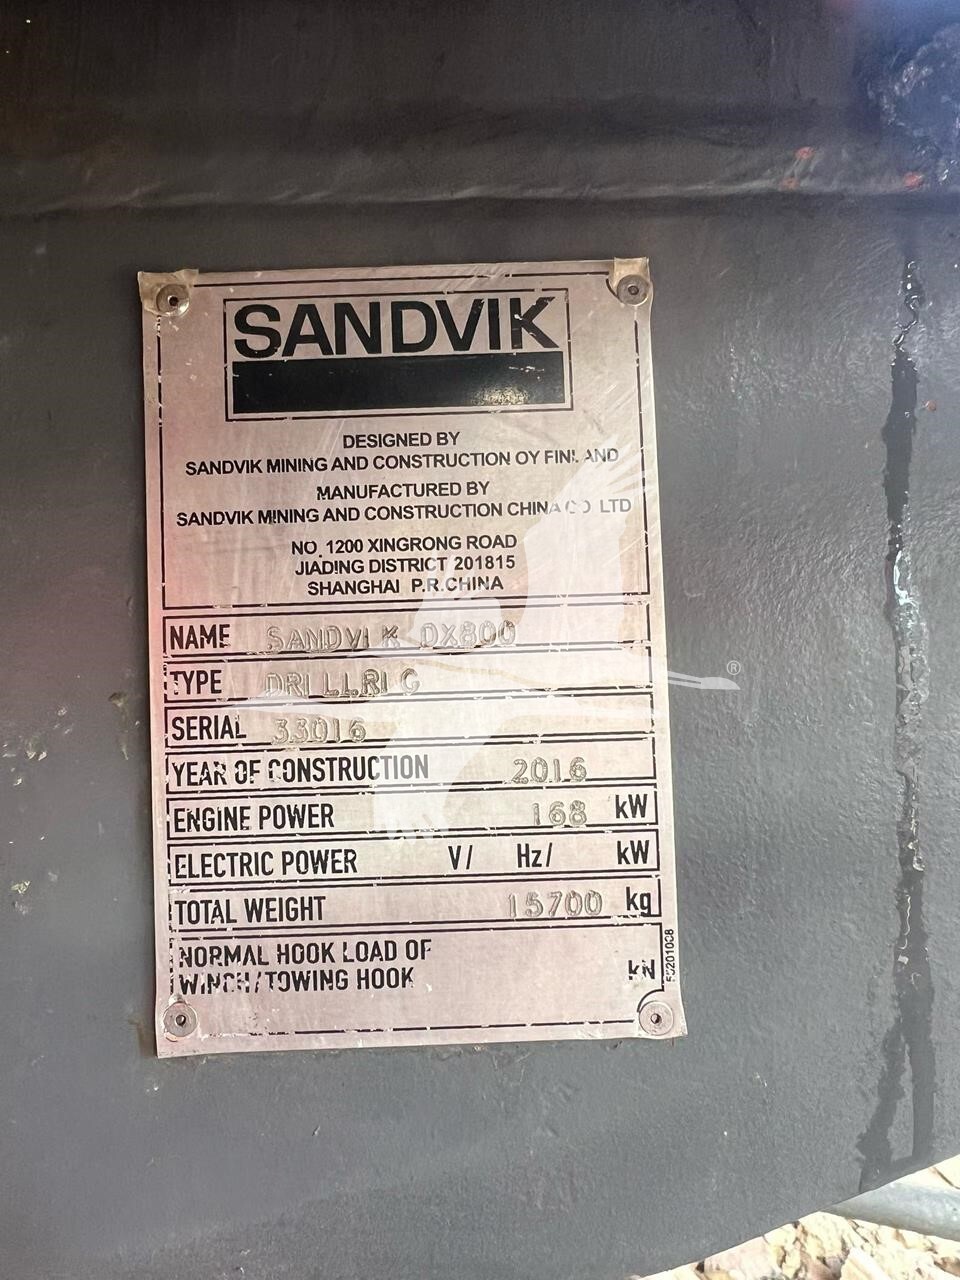 SANDVIK
DESIGNED BY
SANDVIK MINING AND CONSTRUCTION OY FINLAND
MANUFACTURED BY
SANDVIK MINING AND CONSTRUCTION CHINA CO LTD
NO. 1200 XINGRONG ROAD
JIADING DISTRICT 201815
SHANGHAI P.R.CHINA
NAME SANDVIK DX800
TYPE DRILLRIG
SERIAL 33016
YEAR OF CONSTRUCTION 2016
ENGINE POWER 168 kW
ELECTRIC POWER V/ Hz/ kW
TOTAL WEIGHT 15700 kg
NORMAL HOOK LOAD OF
WINCH/TOWING HOOK kN
®